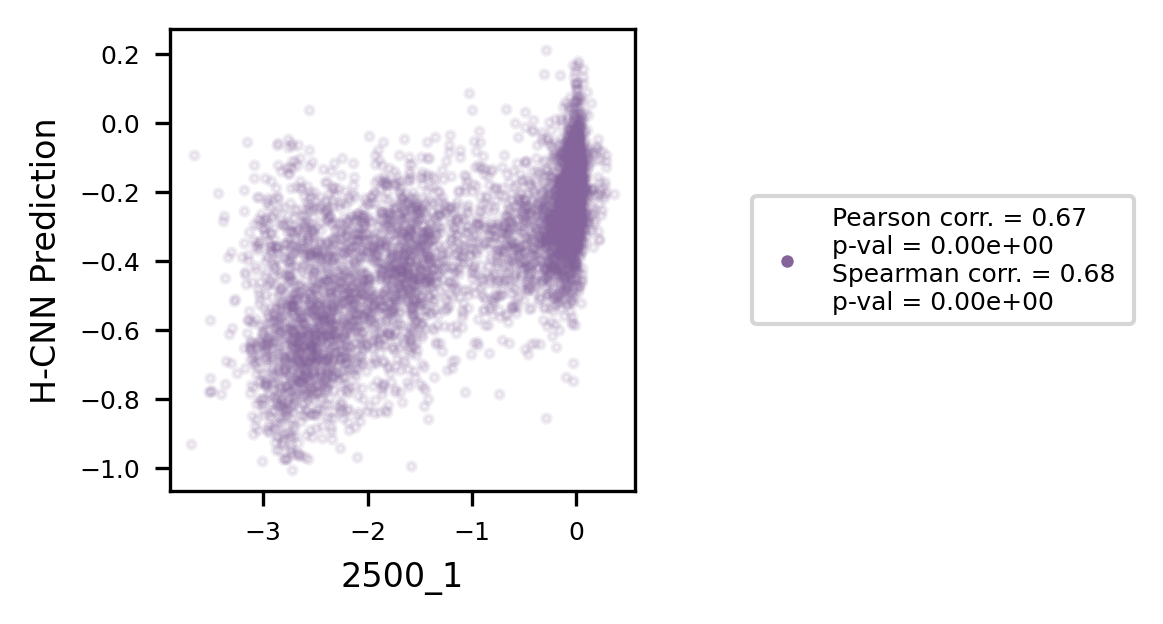 H-CNN Prediction
0.2
0.0
−0.2
−0.4
−0.6
−0.8
−1.0
−3
−2
−1
0
2500_1
Pearson corr. = 0.67
p-val = 0.00e+00
Spearman corr. = 0.68
p-val = 0.00e+00